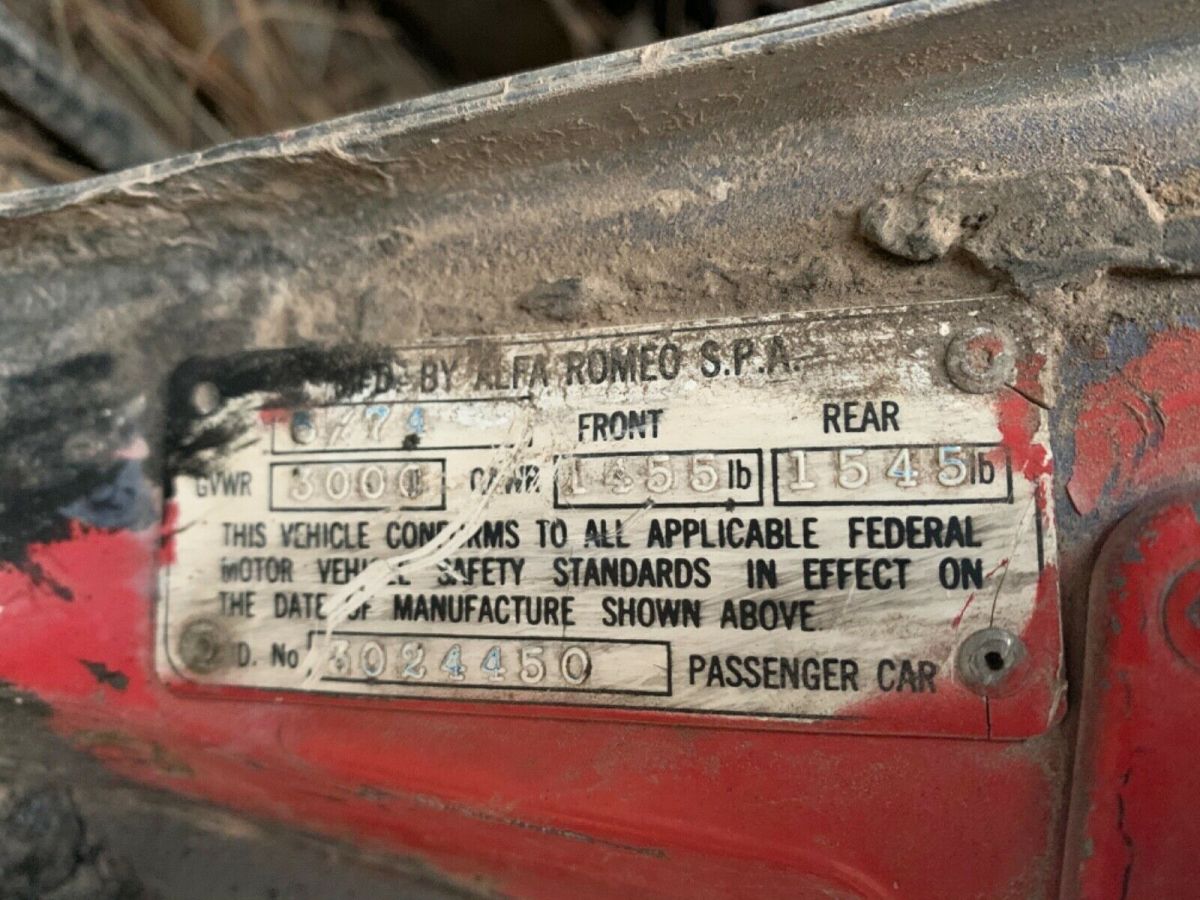 BY ALFA ROMEO S.P.A.
6/74 FRONT REAR
GVWR 3000 GAWR 1455 lb 1545 lb
THIS VEHICLE CONFORMS TO ALL APPLICABLE FEDERAL
MOTOR VEHICLE SAFETY STANDARDS IN EFFECT ON
THE DATE OF MANUFACTURE SHOWN ABOVE.
D. No 3024450 PASSENGER CAR